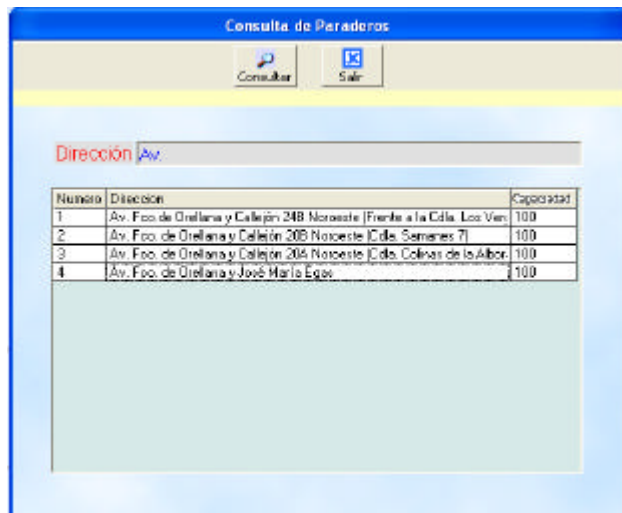 Consulta de Paraderos
Consultar Salir
Dirección Av.
Numero Direccion Capacidad
1 Av. Fco. de Orellana y Callejón 24B Noroeste (Frente a la Cdla. Los Ver 100
2 Av. Fco. de Orellana y Callejón 20B Noroeste (Cdla. Samanes 7) 100
3 Av. Fco. de Orellana y Callejón 20A Noroeste (Cdla. Colinas de la Albor 100
4 Av. Fco. de Orellana y José María Egas 100